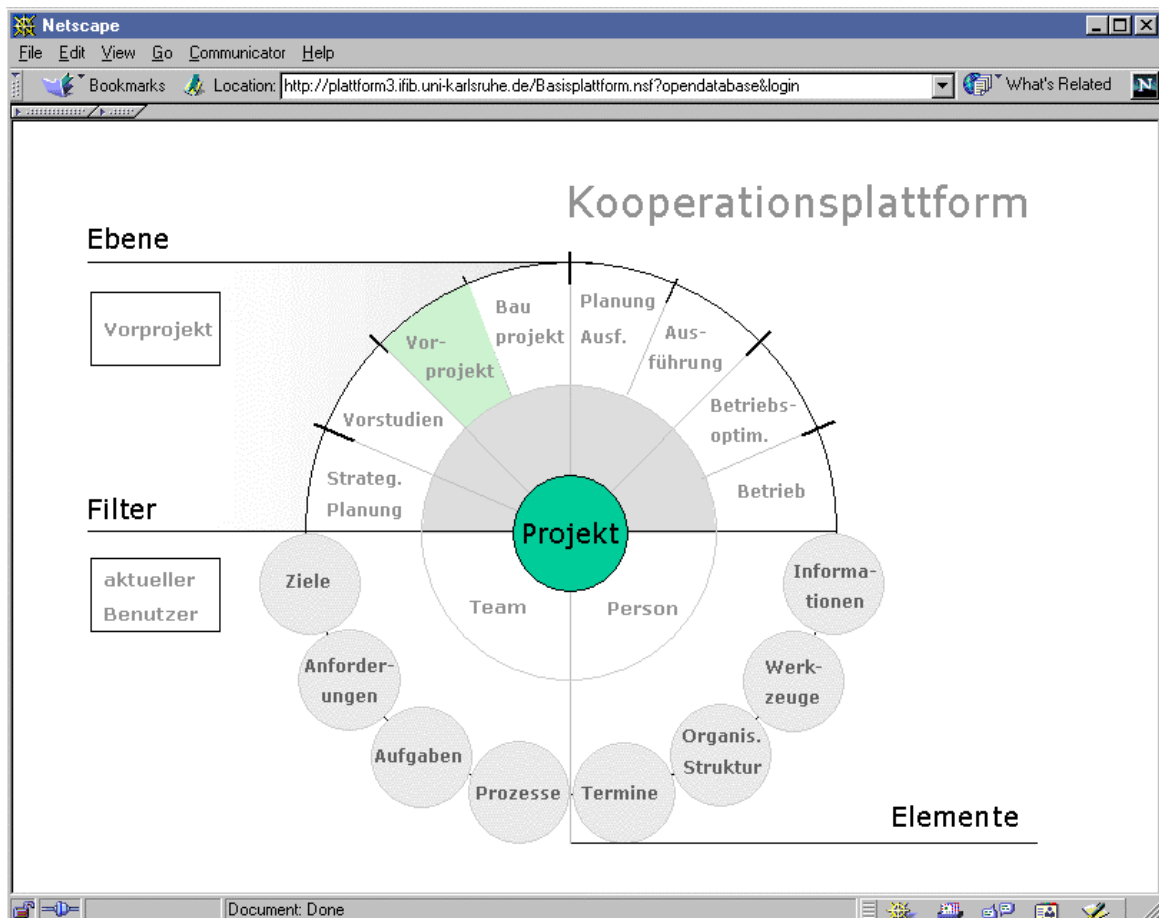 Netscape
File Edit View Go Communicator Help
Bookmarks Location: http://plattform3.ifib.uni-karlsruhe.de/Basisplattform.nsf?opendatabase&login What's Related N
Kooperationsplattform
Ebene
Vorprojekt
Strateg.
Planung
Vorstudien
Vor-
projekt
Bau
projekt
Planung
Ausf.
Aus-
führung
Betriebs-
optim.
Betrieb
Filter
aktueller
Benutzer
Projekt
Team
Person
Ziele
Anforder-
ungen
Aufgaben
Prozesse
Termine
Organis.
Struktur
Werk-
zeuge
Informa-
tionen
Elemente
Document: Done